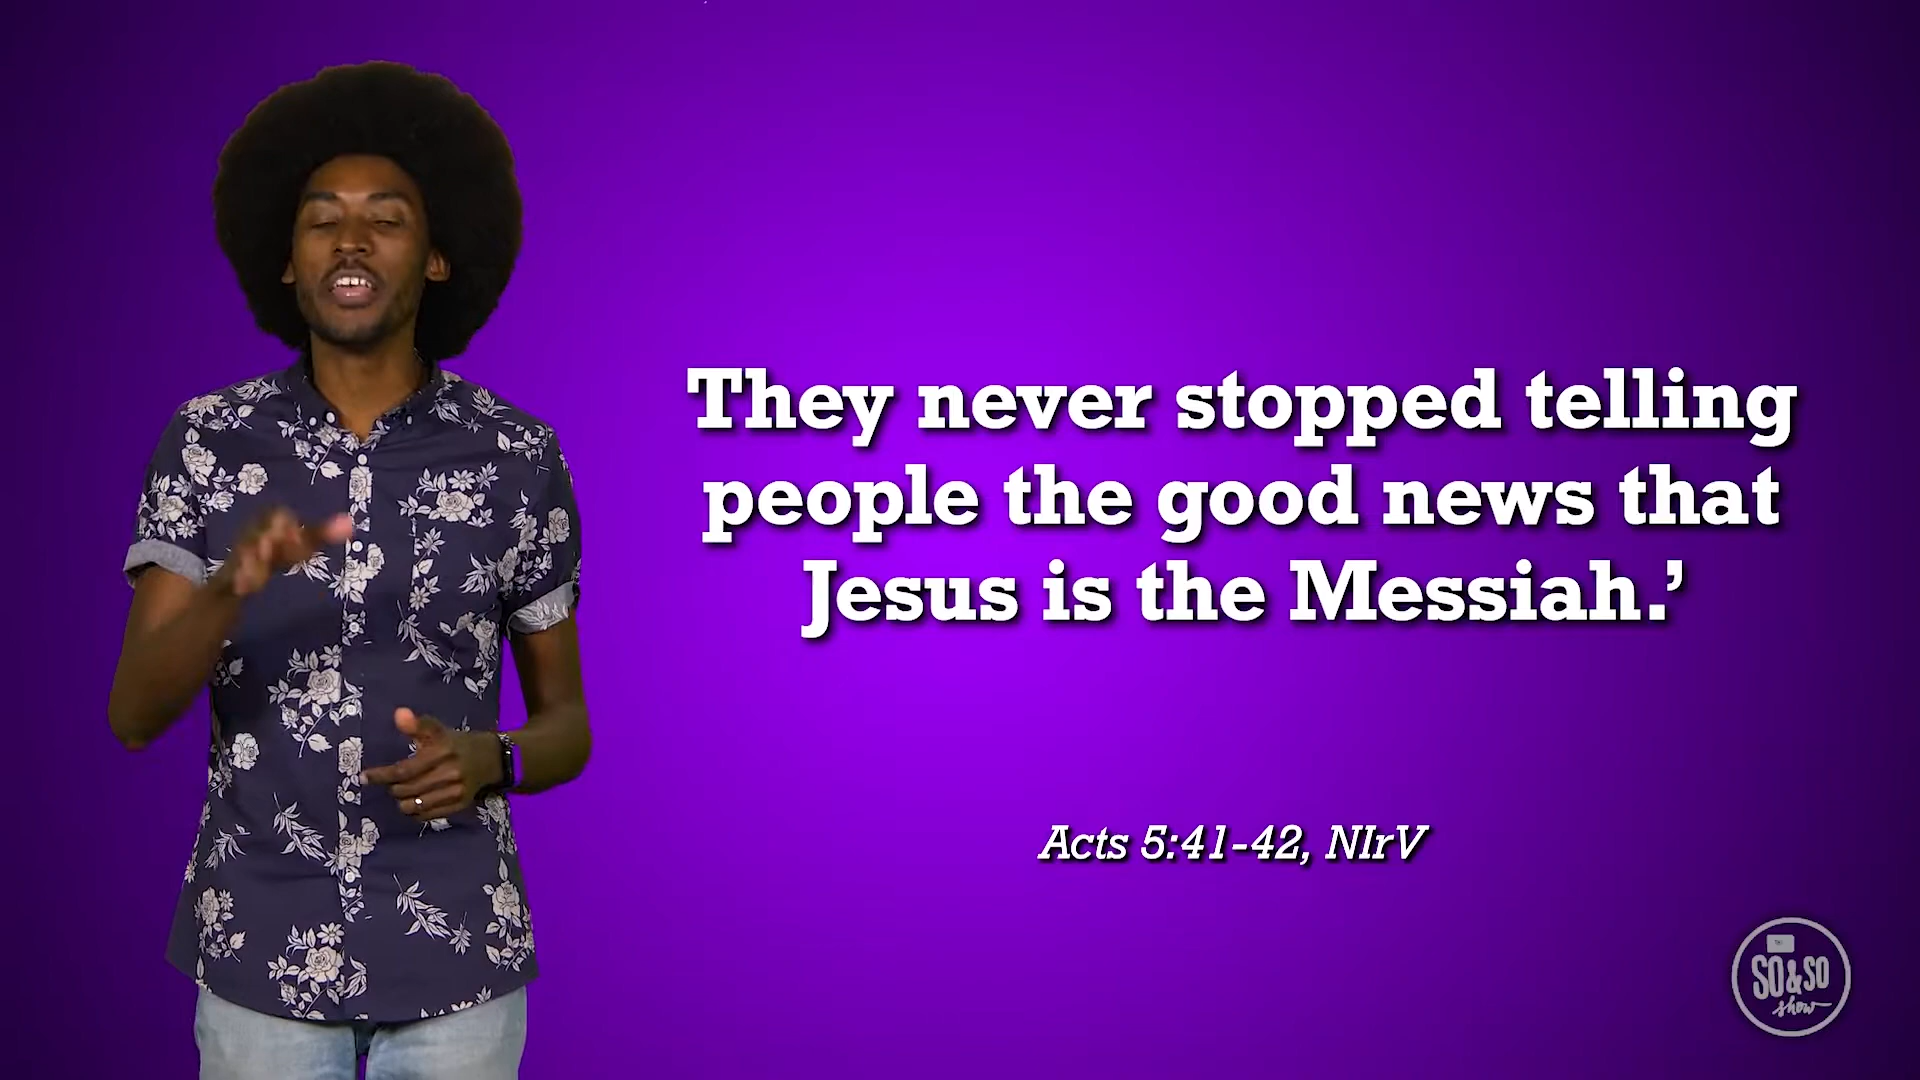 They never stopped telling
people the good news that
Jesus is the Messiah.’
Acts 5:41-42, NIrV
SO&SO
show